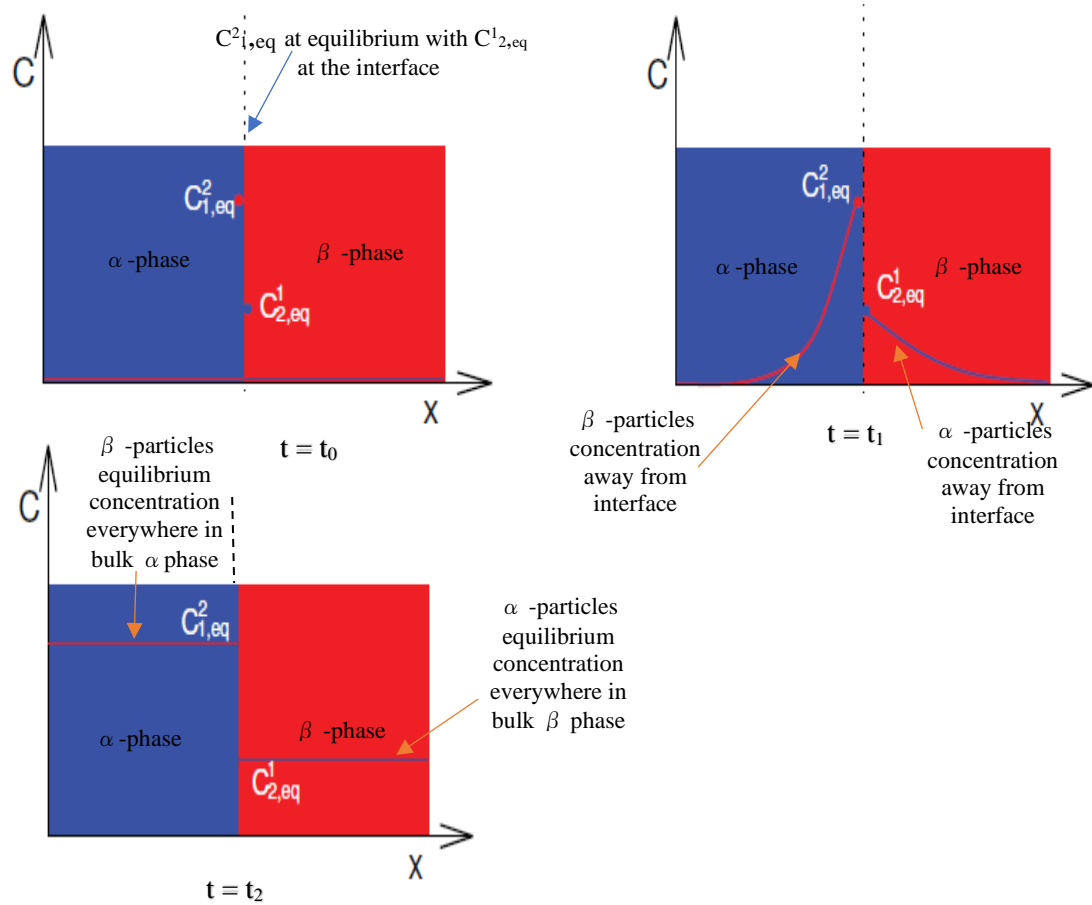 C²₁,eq at equilibrium with C¹₂,eq
at the interface
C
C²₁,eq
α-phase
β -phase
C¹₂,eq
X
t = t₀
C
C²₁,eq
α-phase
β -phase
C¹₂,eq
X
t = t₁
β -particles
concentration
away from
interface
α -particles
concentration
away from
interface
β -particles
equilibrium
concentration
everywhere in
bulk α phase
C
C²₁,eq
α-phase
β -phase
C¹₂,eq
X
t = t₂
α -particles
equilibrium
concentration
everywhere in
bulk β phase